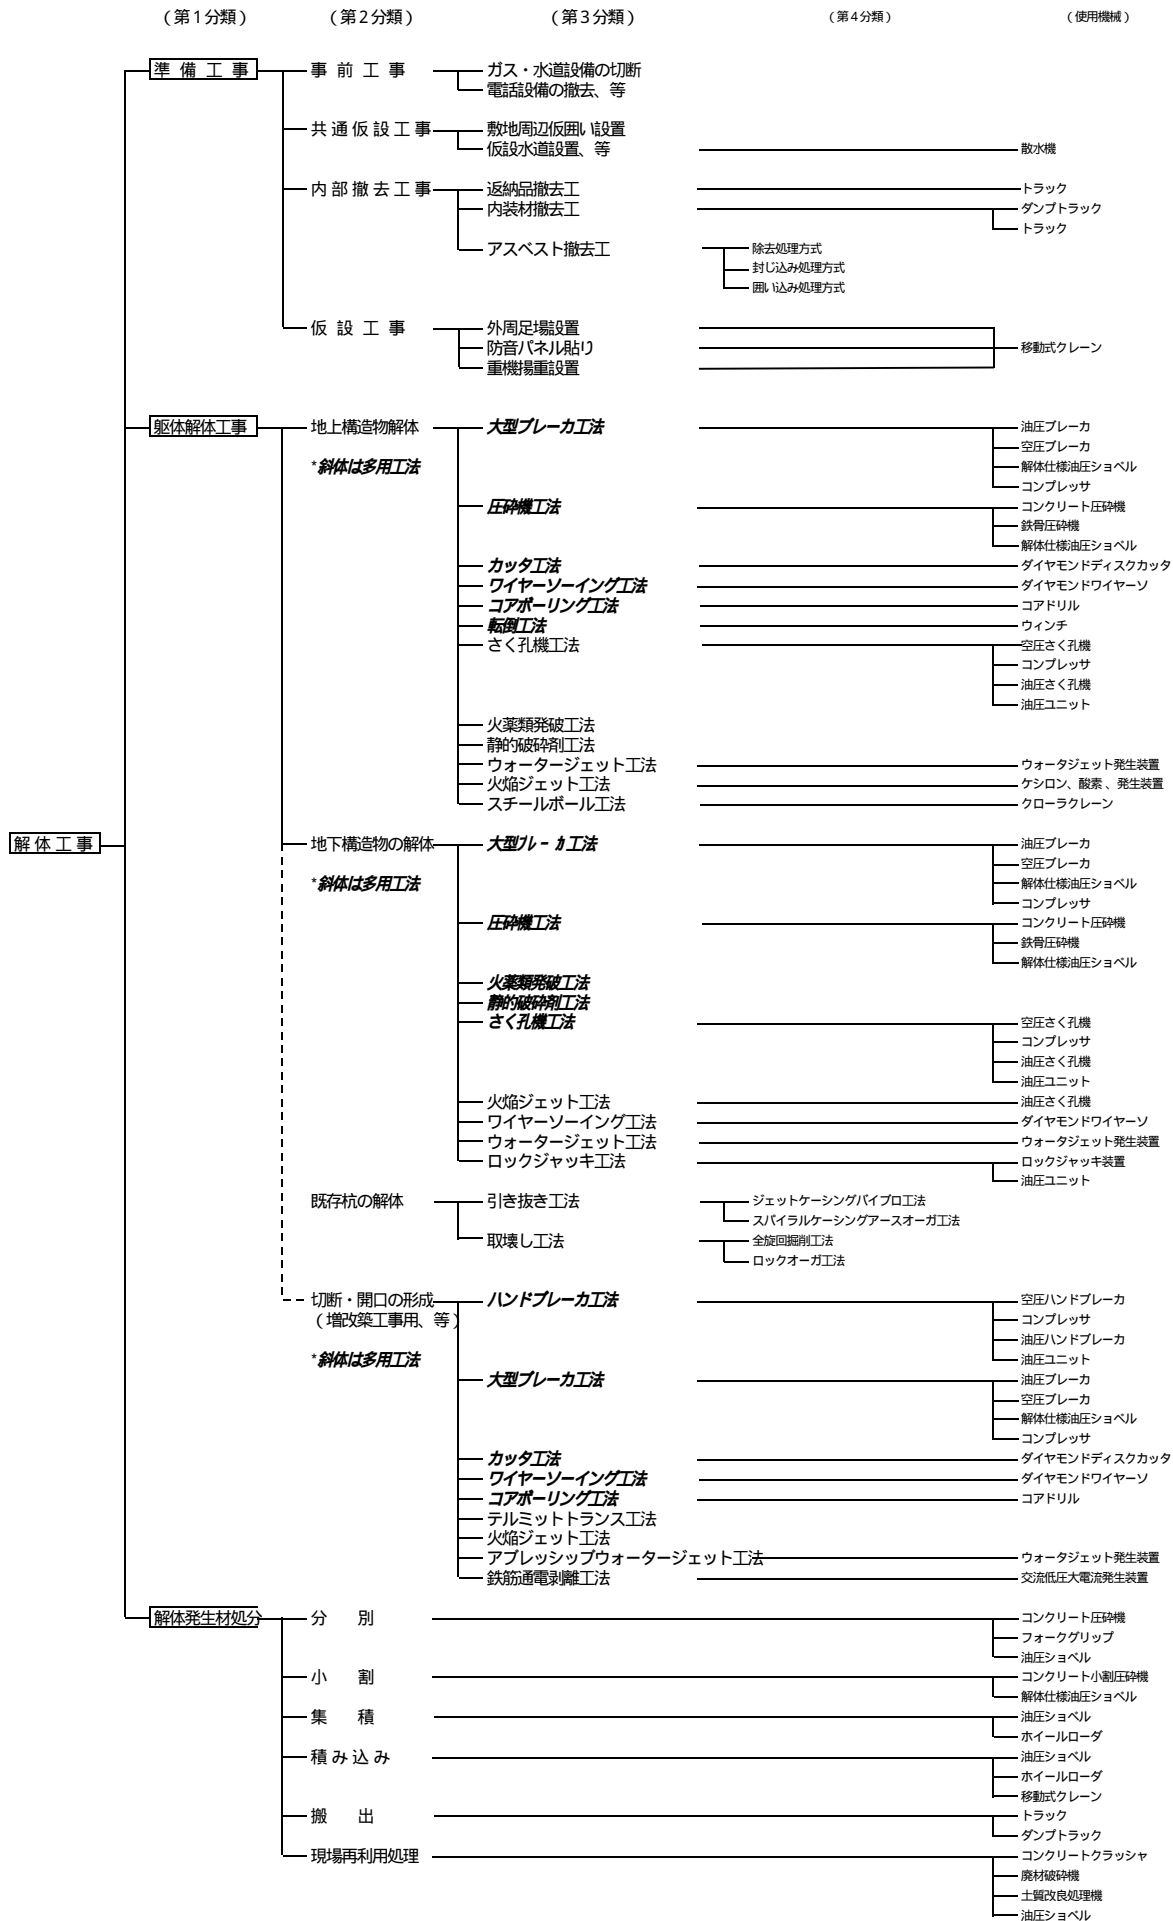 （第１分類） （第２分類） （第３分類） （第４分類） （使用機械）
準備工事 事前工事 ガス・水道設備の切断
電話設備の撤去、等
共通仮設工事 敷地周辺仮囲い設置
仮設水道設置、等 散水機
内部撤去工事 返納品撤去工 トラック
内装材撤去工 ダンプトラック
トラック
アスベスト撤去工 除去処理方式
封じ込み処理方式
囲い込み処理方式
仮設工事 外周足場設置
防音パネル貼り 移動式クレーン
重機揚重設置
躯体解体工事 地上構造物解体 大型ブレーカ工法 油圧ブレーカ
空圧ブレーカ
*斜体は多用工法 解体仕様油圧ショベル
コンプレッサ
圧砕機工法 コンクリート圧砕機
鉄骨圧砕機
解体仕様油圧ショベル
カッタ工法 ダイヤモンドディスクカッタ
ワイヤーソーイング工法 ダイヤモンドワイヤーソ
コアボーリング工法 コアドリル
転倒工法 ウィンチ
さく孔機工法 空圧さく孔機
コンプレッサ
油圧さく孔機
油圧ユニット
火薬類発破工法
静的破砕剤工法
ウォータージェット工法 ウォータジェット発生装置
火焔ジェット工法 ケシロン、酸素、発生装置
スチールボール工法 クローラクレーン
解体工事 地下構造物の解体 大型ブレ－カ工法 油圧ブレーカ
空圧ブレーカ
*斜体は多用工法 解体仕様油圧ショベル
コンプレッサ
圧砕機工法 コンクリート圧砕機
鉄骨圧砕機
解体仕様油圧ショベル
火薬類発破工法
静的破砕剤工法
さく孔機工法 空圧さく孔機
コンプレッサ
油圧さく孔機
油圧ユニット
火焔ジェット工法 油圧さく孔機
ワイヤーソーイング工法 ダイヤモンドワイヤーソ
ウォータージェット工法 ウォータジェット発生装置
ロックジャッキ工法 ロックジャッキ装置
油圧ユニット
既存杭の解体 引き抜き工法 ジェットケーシングバイブロ工法
スパイラルケーシングアースオーガ工法
取壊し工法 全旋回掘削工法
ロックオーガ工法
切断・開口の形成 ハンドブレーカ工法 空圧ハンドブレーカ
（増改築工事用、等） コンプレッサ
油圧ハンドブレーカ
*斜体は多用工法 油圧ユニット
大型ブレーカ工法 油圧ブレーカ
空圧ブレーカ
解体仕様油圧ショベル
コンプレッサ
カッタ工法 ダイヤモンドディスクカッタ
ワイヤーソーイング工法 ダイヤモンドワイヤーソ
コアボーリング工法 コアドリル
テルミットトランス工法
火焔ジェット工法
アブレッシップウォータージェット工法 ウォータジェット発生装置
鉄筋通電剥離工法 交流低圧大電流発生装置
解体発生材処分 分別 コンクリート圧砕機
フォークグリップ
油圧ショベル
小割 コンクリート小割圧砕機
解体仕様油圧ショベル
集積 油圧ショベル
ホイールローダ
積み込み 油圧ショベル
ホイールローダ
移動式クレーン
搬出 トラック
ダンプトラック
現場再利用処理 コンクリートクラッシャ
廃材破砕機
土質改良処理機
油圧ショベル